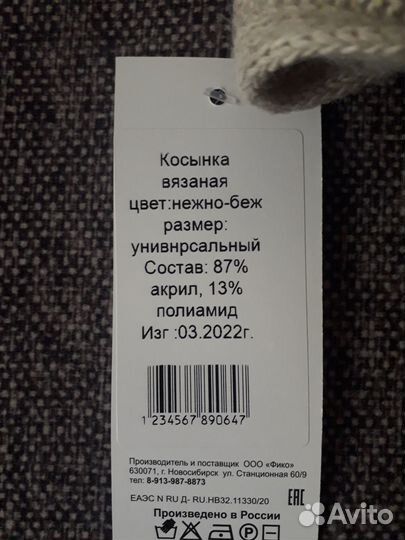 Косынка
вязаная
цвет:нежно-беж
размер:
унивнрсальный
Состав: 87%
акрил, 13%
полиамид
Изг :03.2022г.
1 234567 890647
Производитель и поставщик ООО «Фико»
630071, г. Новосибирск ул. Станционная 60/9
тел: 8-913-987-8873
ЕАЭС N RU Д- RU.НВ32.11330/20
ЕАС
Произведено в России
Avito